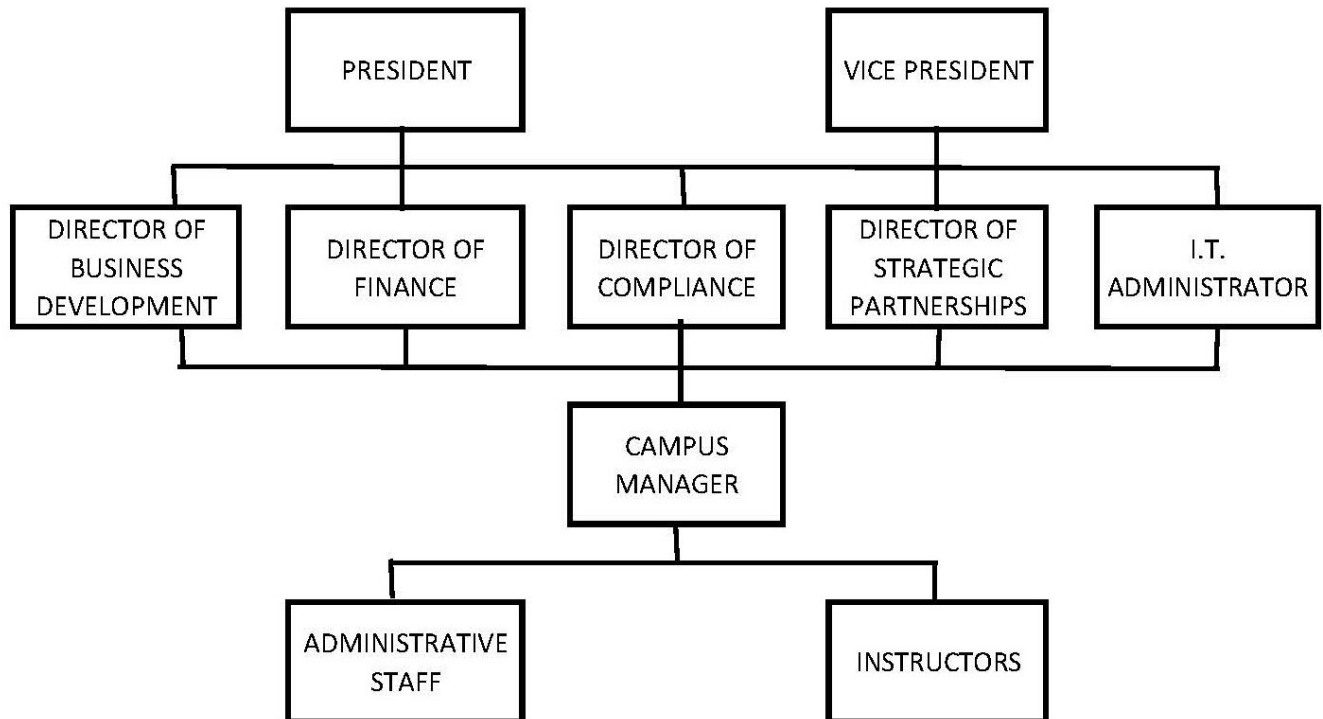 PRESIDENT
VICE PRESIDENT
DIRECTOR OF
BUSINESS
DEVELOPMENT
DIRECTOR OF
FINANCE
DIRECTOR OF
COMPLIANCE
DIRECTOR OF
STRATEGIC
PARTNERSHIPS
I.T.
ADMINISTRATOR
CAMPUS
MANAGER
ADMINISTRATIVE
STAFF
INSTRUCTORS